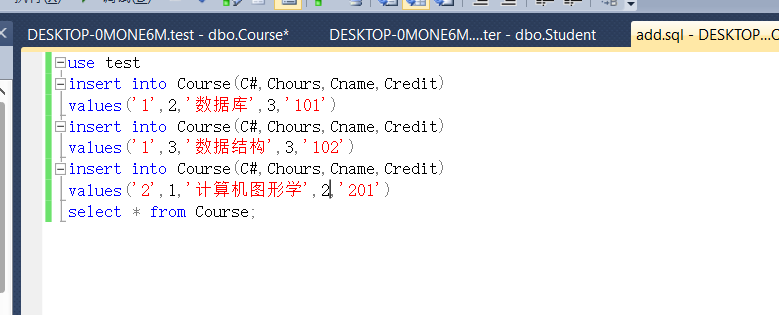 DESKTOP-0MONE6M.test - dbo.Course*
DESKTOP-0MONE6M....ter - dbo.Student
add.sql - DESKTOP...
use test
insert into Course(C#,Chours,Cname,Credit)
values('1',2,'数据库',3,'101')
insert into Course(C#,Chours,Cname,Credit)
values('1',3,'数据结构',3,'102')
insert into Course(C#,Chours,Cname,Credit)
values('2',1,'计算机图形学',2,'201')
select * from Course;